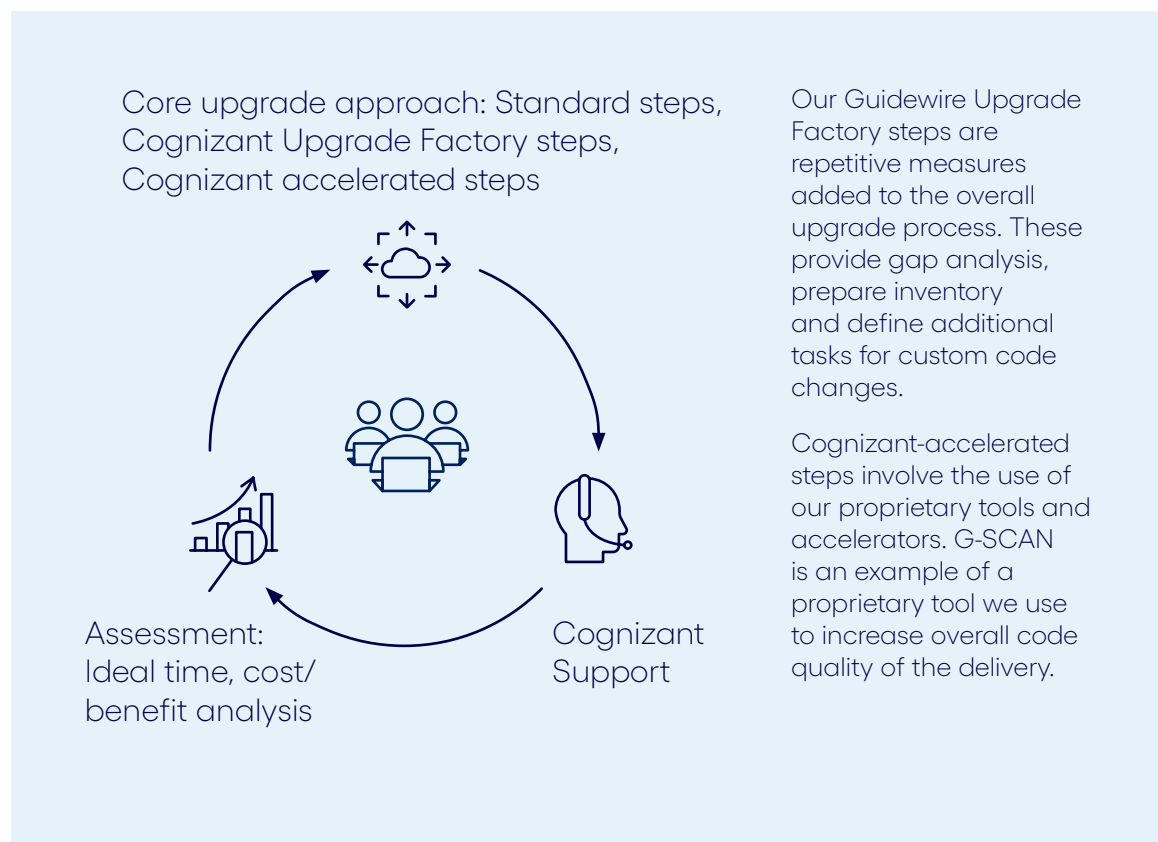 Core upgrade approach: Standard steps,
Cognizant Upgrade Factory steps,
Cognizant accelerated steps
Assessment:
Ideal time, cost/
benefit analysis
Cognizant
Support
Our Guidewire Upgrade
Factory steps are
repetitive measures
added to the overall
upgrade process. These
provide gap analysis,
prepare inventory
and define additional
tasks for custom code
changes.
Cognizant-accelerated
steps involve the use of
our proprietary tools and
accelerators. G-SCAN
is an example of a
proprietary tool we use
to increase overall code
quality of the delivery.